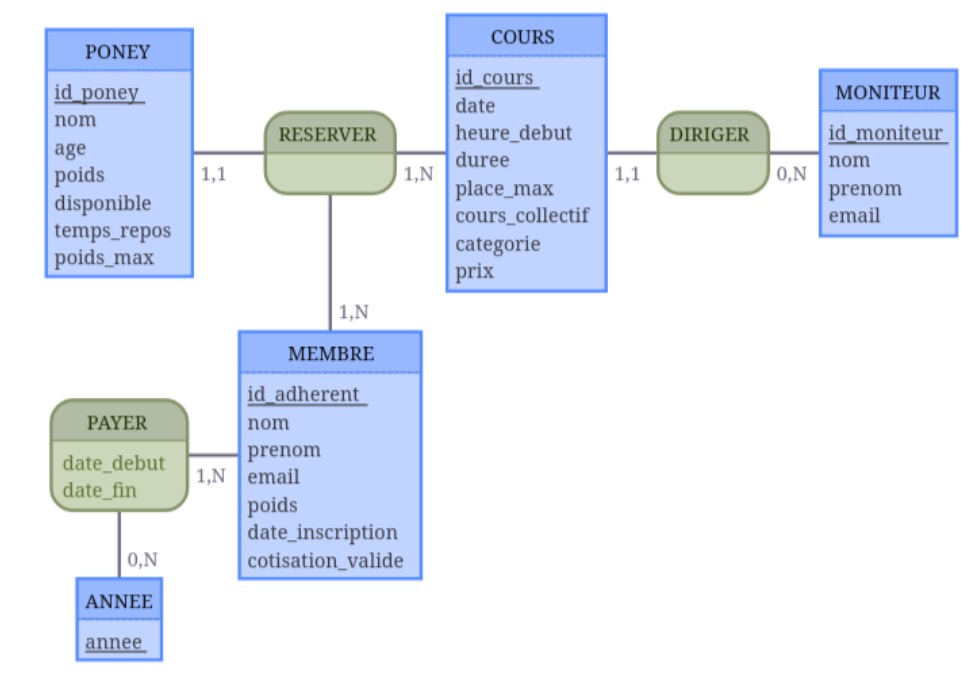 PONEY
id_poney
nom
age
poids
disponible
temps_repos
poids_max
1,1
RESERVER
1,N
1,N
COURS
id_cours
date
heure_debut
duree
place_max
cours_collectif
categorie
prix
1,1
DIRIGER
0,N
MONITEUR
id_moniteur
nom
prenom
email
MEMBRE
id_adherent
nom
prenom
email
poids
date_inscription
cotisation_valide
PAYER
date_debut
date_fin
1,N
0,N
ANNEE
annee